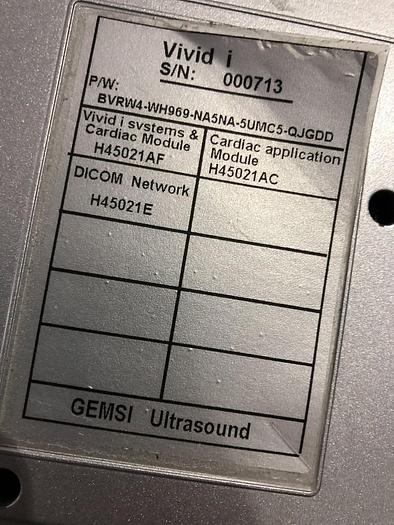 Vivid i
S/N: 000713
P/W:
BVRW4-WH969-NA5NA-5UMC5-QJGDD
Vivid i systems &
Cardiac Module
H45021AF
Cardiac application
Module
H45021AC
DICOM Network
H45021E
GEMSI Ultrasound